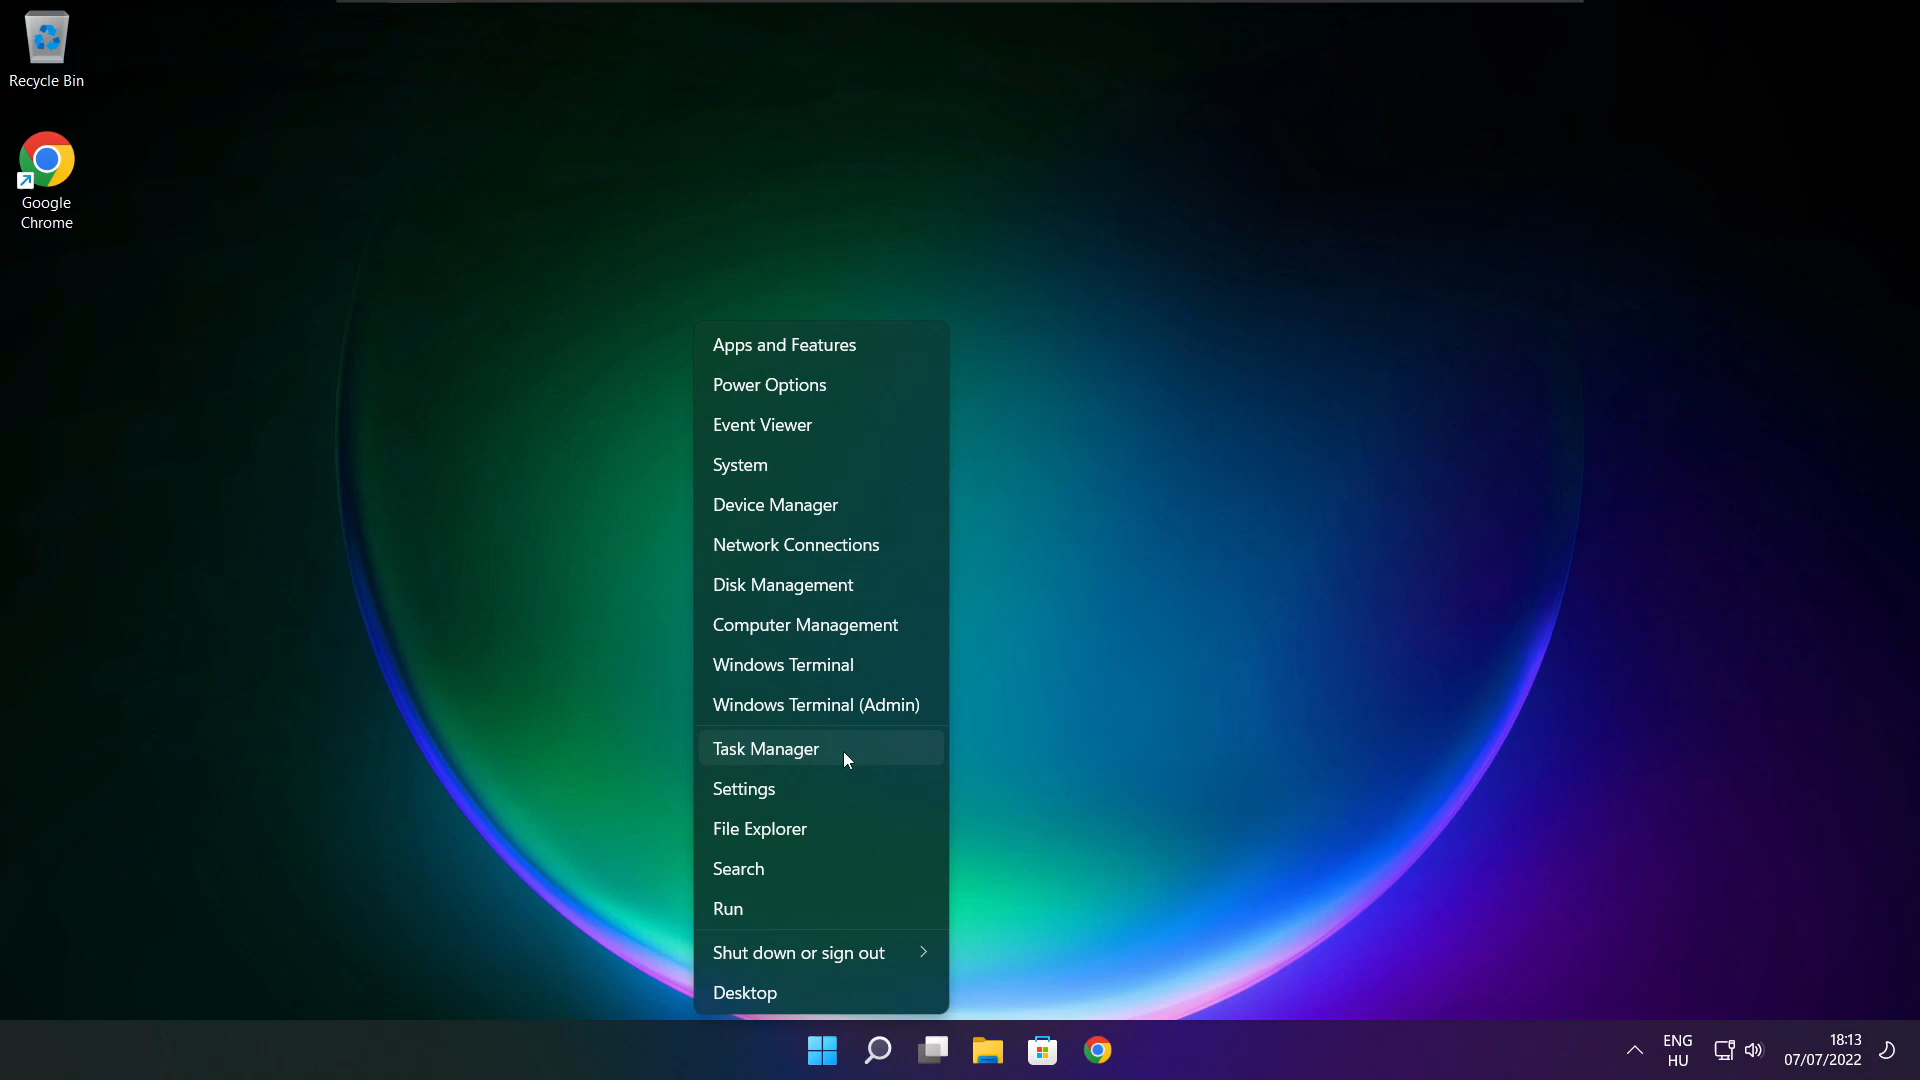 Recycle Bin
Google
Chrome
Apps and Features
Power Options
Event Viewer
System
Device Manager
Network Connections
Disk Management
Computer Management
Windows Terminal
Windows Terminal (Admin)
Task Manager
Settings
File Explorer
Search
Run
Shut down or sign out
Desktop
ENG
HU
18:13
07/07/2022